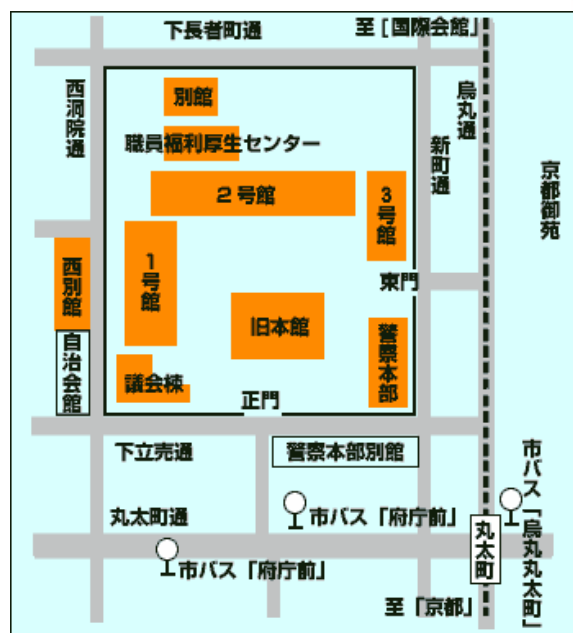 下長者町通
至[国際会館」
西洞院通
別館
烏丸通
職員福利厚生センター
新町通
京都御苑
2号館
3号館
1号館
西別館
東門
旧本館
自治会館
警察本部
議会棟
正門
下立売通
警察本部別館
市バス「烏丸丸太町」
丸太町通
市バス「府庁前」
丸太町
市バス「府庁前」
至「京都」